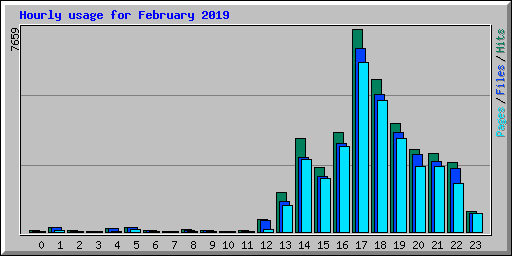 Hourly usage for February 2019
7659
Pages / Files / Hits
0 1 2 3 4 5 6 7 8 9 10 11 12 13 14 15 16 17 18 19 20 21 22 23